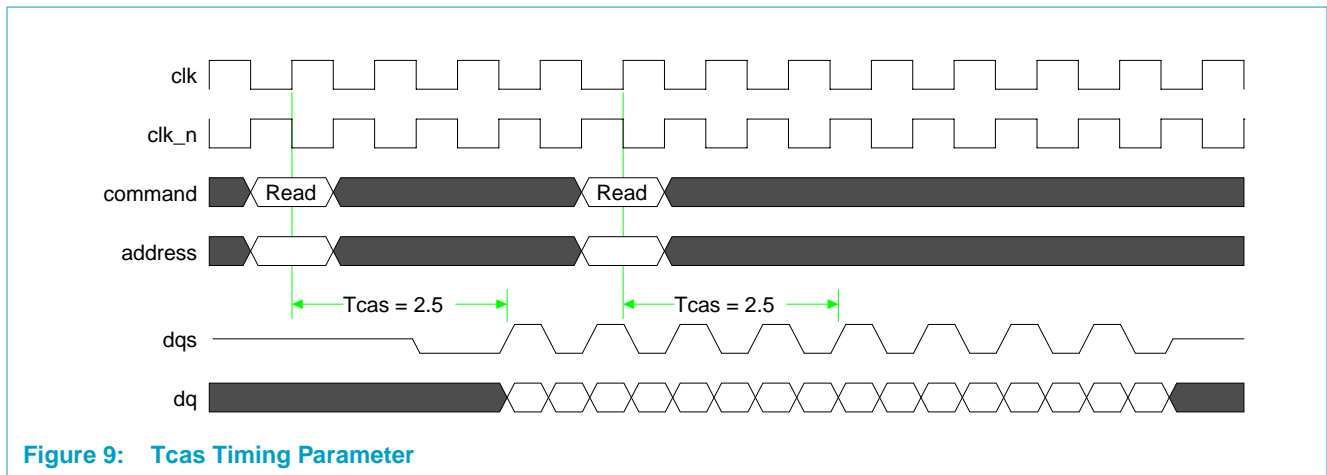 clk
clk_n
command Read Read
address
Tcas = 2.5 Tcas = 2.5
dqs
dq
Figure 9: Tcas Timing Parameter